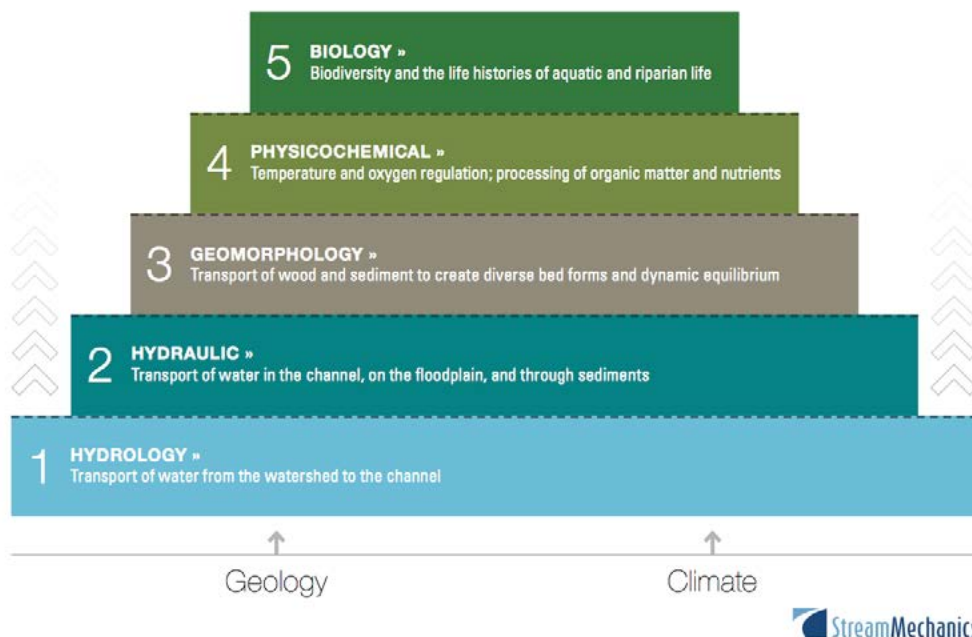 5 BIOLOGY »
Biodiversity and the life histories of aquatic and riparian life
4 PHYSICOCHEMICAL »
Temperature and oxygen regulation; processing of organic matter and nutrients
3 GEOMORPHOLOGY »
Transport of wood and sediment to create diverse bed forms and dynamic equilibrium
2 HYDRAULIC »
Transport of water in the channel, on the floodplain, and through sediments
1 HYDROLOGY »
Transport of water from the watershed to the channel
Geology
Climate
StreamMechanics